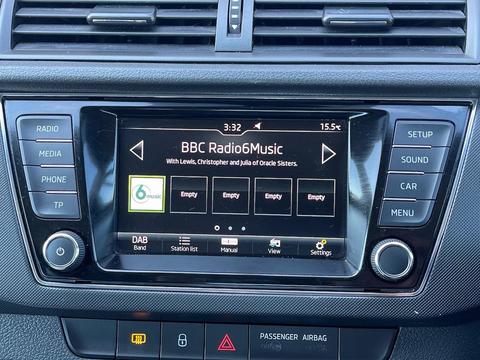 RADIO
MEDIA
PHONE
TP
3:32
15.5°C
BBC Radio6Music
With Lewis, Christopher and Julia of Oracle Sisters.
6 music
Empty
Empty
Empty
Empty
DAB
Band
Station list
Manual
View
Settings
SETUP
SOUND
CAR
MENU
PASSENGER AIRBAG